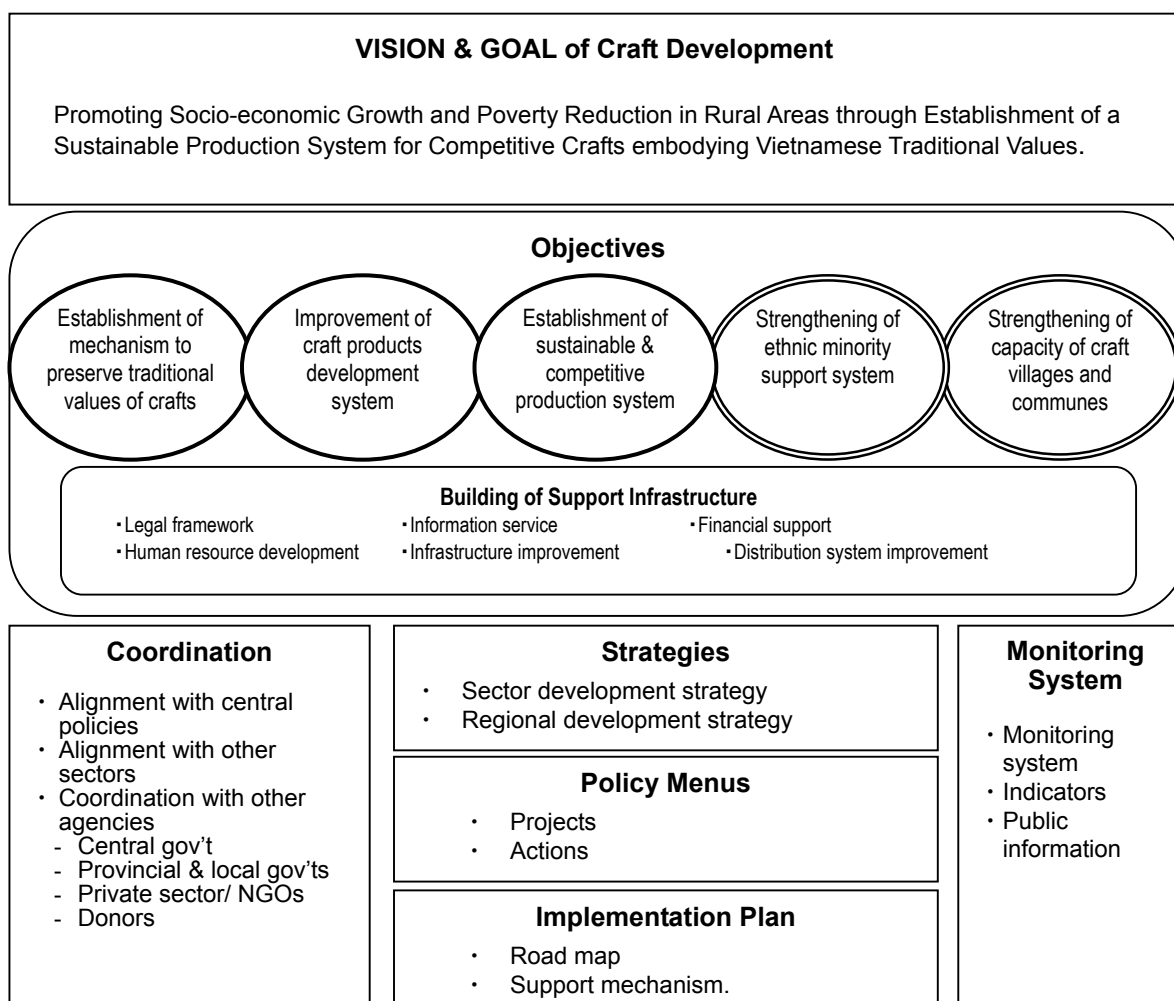 VISION & GOAL of Craft Development
Promoting Socio-economic Growth and Poverty Reduction in Rural Areas through Establishment of a
Sustainable Production System for Competitive Crafts embodying Vietnamese Traditional Values.
Objectives
Establishment of
mechanism to
preserve traditional
values of crafts
Improvement of
craft products
development
system
Establishment of
sustainable &
competitive
production system
Strengthening of
ethnic minority
support system
Strengthening of
capacity of craft
villages and
communes
Building of Support Infrastructure
・Legal framework ・Information service ・Financial support
・Human resource development ・Infrastructure improvement ・Distribution system improvement
Coordination
・ Alignment with central
policies
・ Alignment with other
sectors
・ Coordination with other
agencies
- Central gov’t
- Provincial & local gov’ts
- Private sector/ NGOs
- Donors
Strategies
・ Sector development strategy
・ Regional development strategy
Policy Menus
・ Projects
・ Actions
Implementation Plan
・ Road map
・ Support mechanism.
Monitoring
System
・ Monitoring
system
・ Indicators
・ Public
information